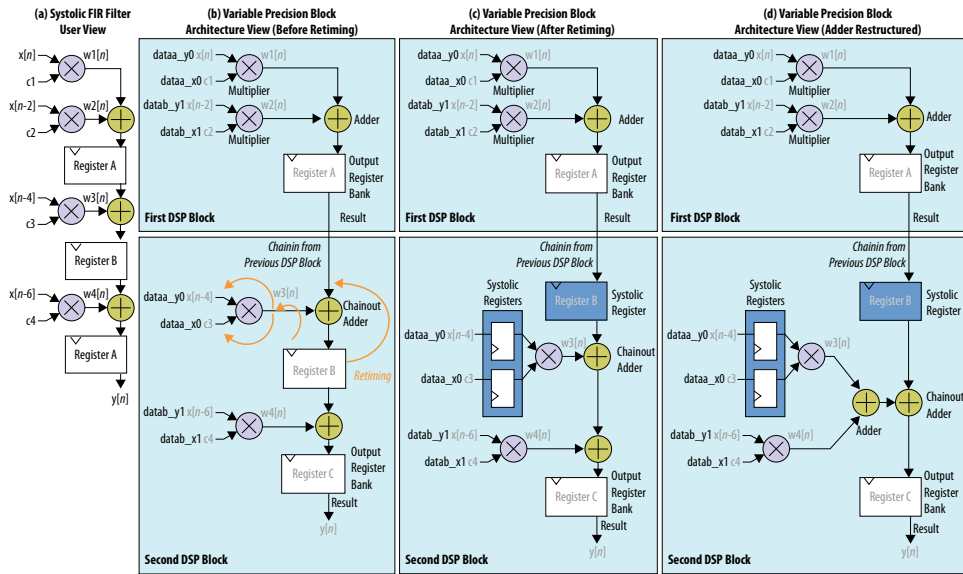 (a) Systolic FIR Filter
User View
x[n]
w1[n]
c1
x[n-2]
w2[n]
c2
Register A
x[n-4]
w3[n]
c3
Register B
x[n-6]
w4[n]
c4
Register A
y[n]
(b) Variable Precision Block
Architecture View (Before Retiming)
dataa_y0 x[n]
w1[n]
dataa_x0 c1
Multiplier
datab_y1 x[n-2]
w2[n]
datab_x1 c2
Adder
Multiplier
Register A
Output
Register
Bank
Result
First DSP Block
Chainin from
Previous DSP Block
dataa_y0 x[n-4]
w3[n]
dataa_x0 c3
Chainout
Adder
Register B
Retiming
datab_y1 x[n-6]
w4[n]
datab_x1 c4
Register C
Output
Register
Bank
Result
y[n]
Second DSP Block
(c) Variable Precision Block
Architecture View (After Retiming)
dataa_y0 x[n]
w1[n]
dataa_x0 c1
Multiplier
datab_y1 x[n-2]
w2[n]
datab_x1 c2
Adder
Multiplier
Register A
Output
Register
Bank
Result
First DSP Block
Chainin from
Previous DSP Block
Systolic
Registers
Register B
Systolic
Register
dataa_y0 x[n-4]
w3[n]
Chainout
Adder
dataa_x0 c3
datab_y1 x[n-6]
w4[n]
datab_x1 c4
Register C
Output
Register
Bank
Result
y[n]
Second DSP Block
(d) Variable Precision Block
Architecture View (Adder Restructured)
dataa_y0 x[n]
w1[n]
dataa_x0 c1
Multiplier
datab_y1 x[n-2]
w2[n]
datab_x1 c2
Adder
Multiplier
Register A
Output
Register
Bank
Result
First DSP Block
Chainin from
Previous DSP Block
Systolic
Registers
Register B
Systolic
Register
dataa_y0 x[n-4]
w3[n]
dataa_x0 c3
Chainout
Adder
Adder
datab_y1 x[n-6]
w4[n]
datab_x1 c4
Register C
Output
Register
Bank
Result
y[n]
Second DSP Block